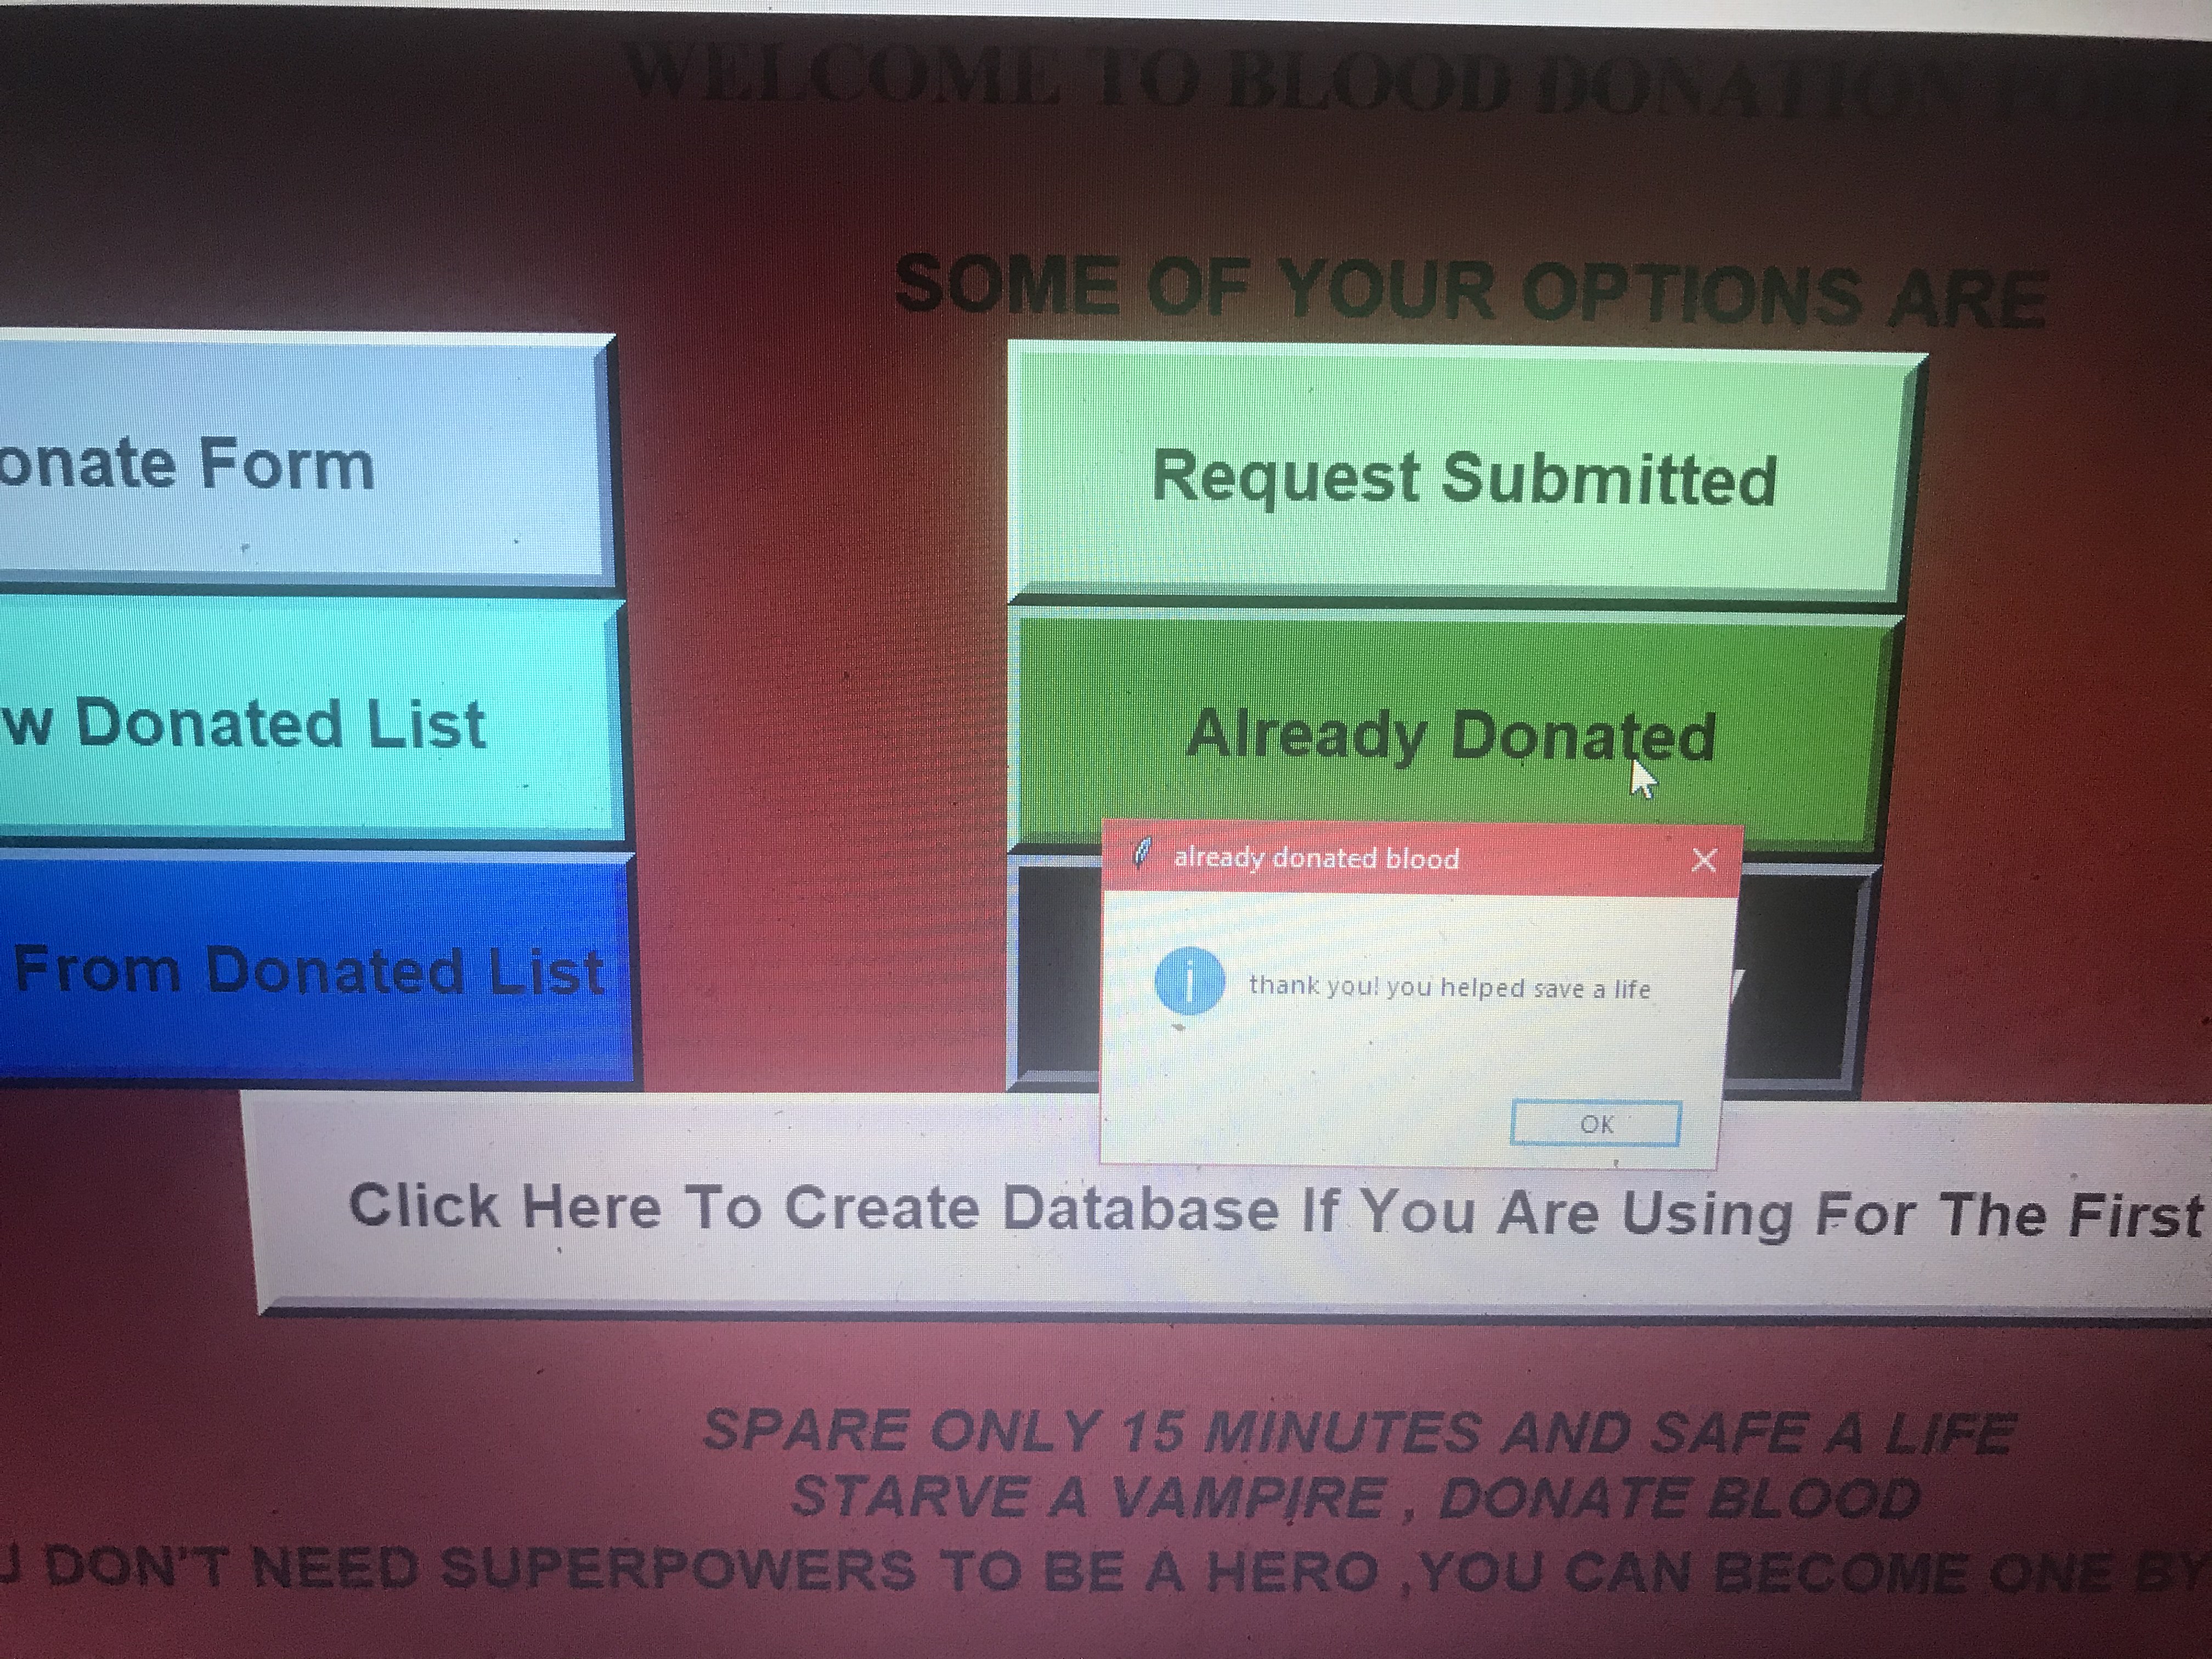 WELCOME TO BLOOD DONATION
SOME OF YOUR OPTIONS ARE
onate Form
Request Submitted
w Donated List
Already Donated
From Donated List
already donated blood
thank you! you helped save a life
OK
Click Here To Create Database If You Are Using For The First
SPARE ONLY 15 MINUTES AND SAFE A LIFE
STARVE A VAMPIRE , DONATE BLOOD
U DON'T NEED SUPERPOWERS TO BE A HERO ,YOU CAN BECOME ONE BY